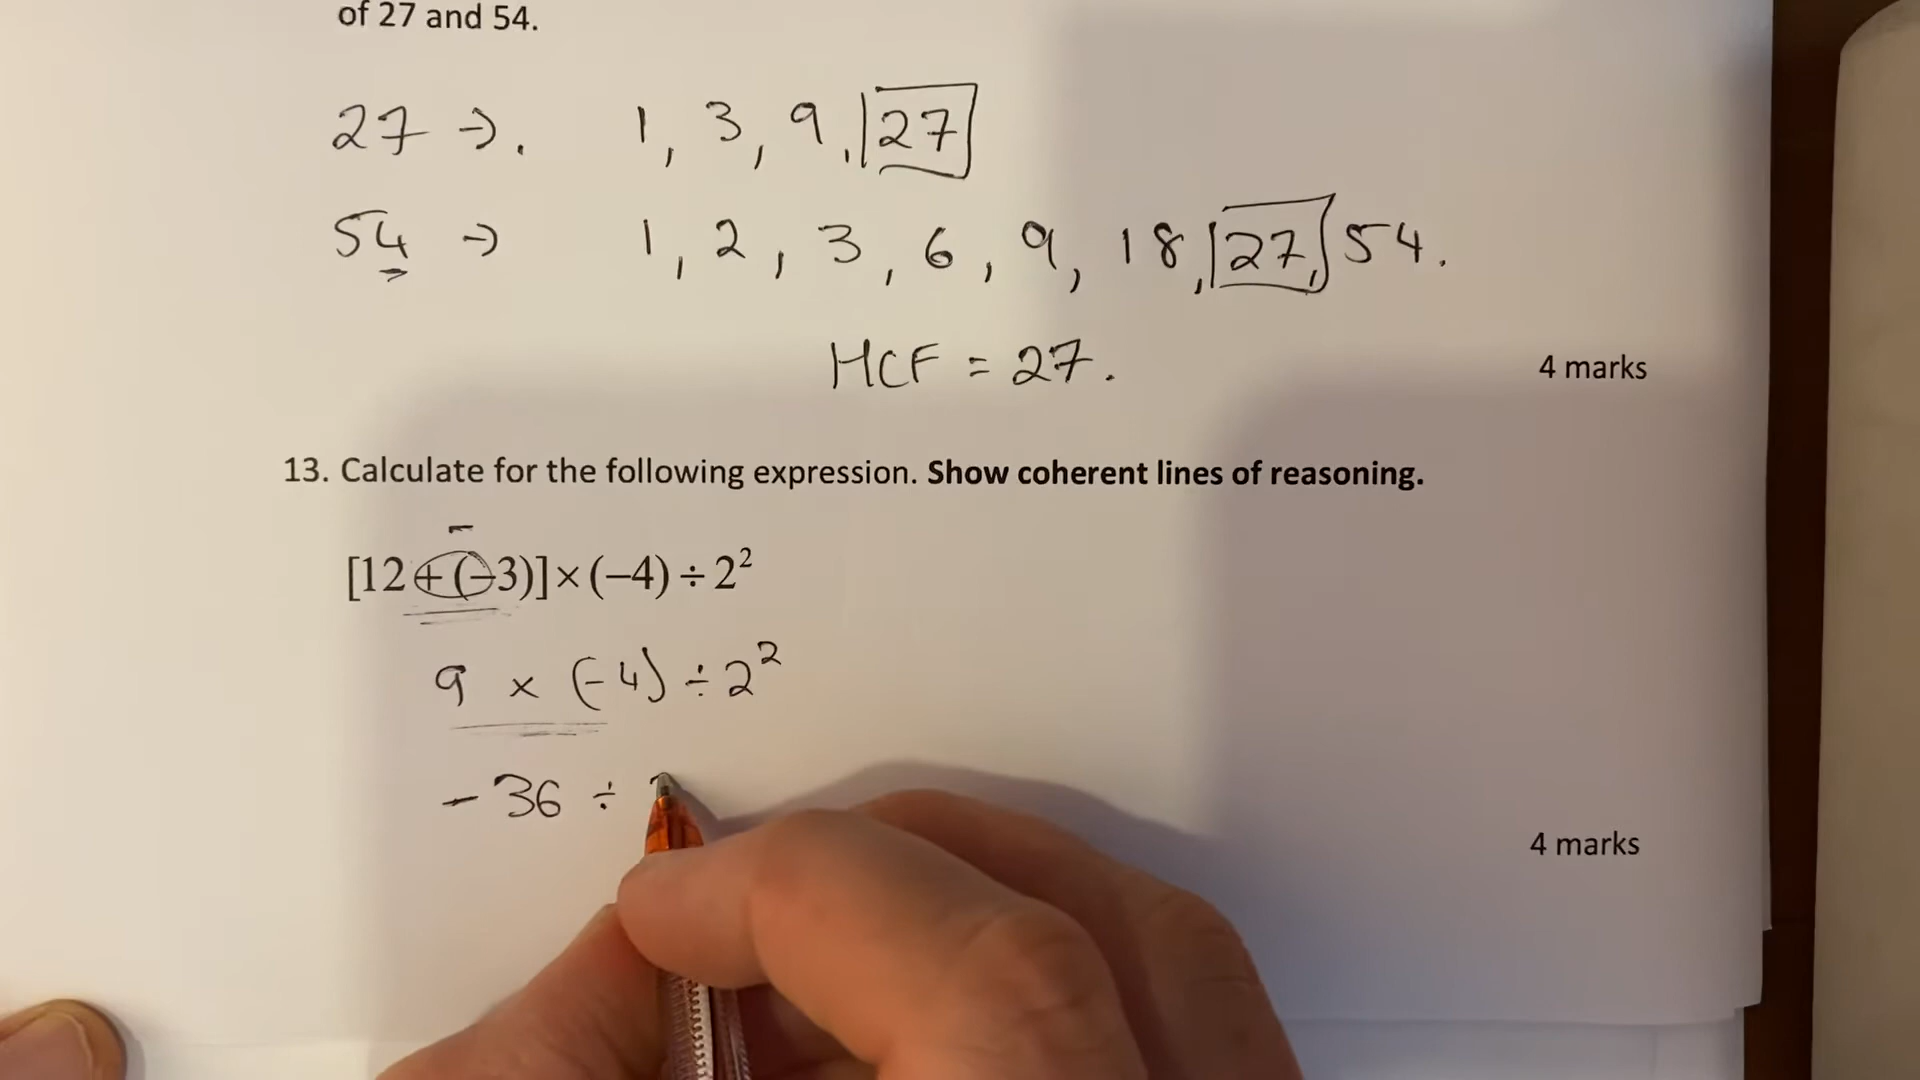 of 27 and 54.
27 → . 1, 3, 9, 27
54 → 1, 2, 3, 6, 9, 18, 27, 54.
HCF = 27.
4 marks
13. Calculate for the following expression. Show coherent lines of reasoning.
-
[12+(−3)]×(−4)÷2²
9 × (-4) ÷ 2²
- 36 ÷
4 marks